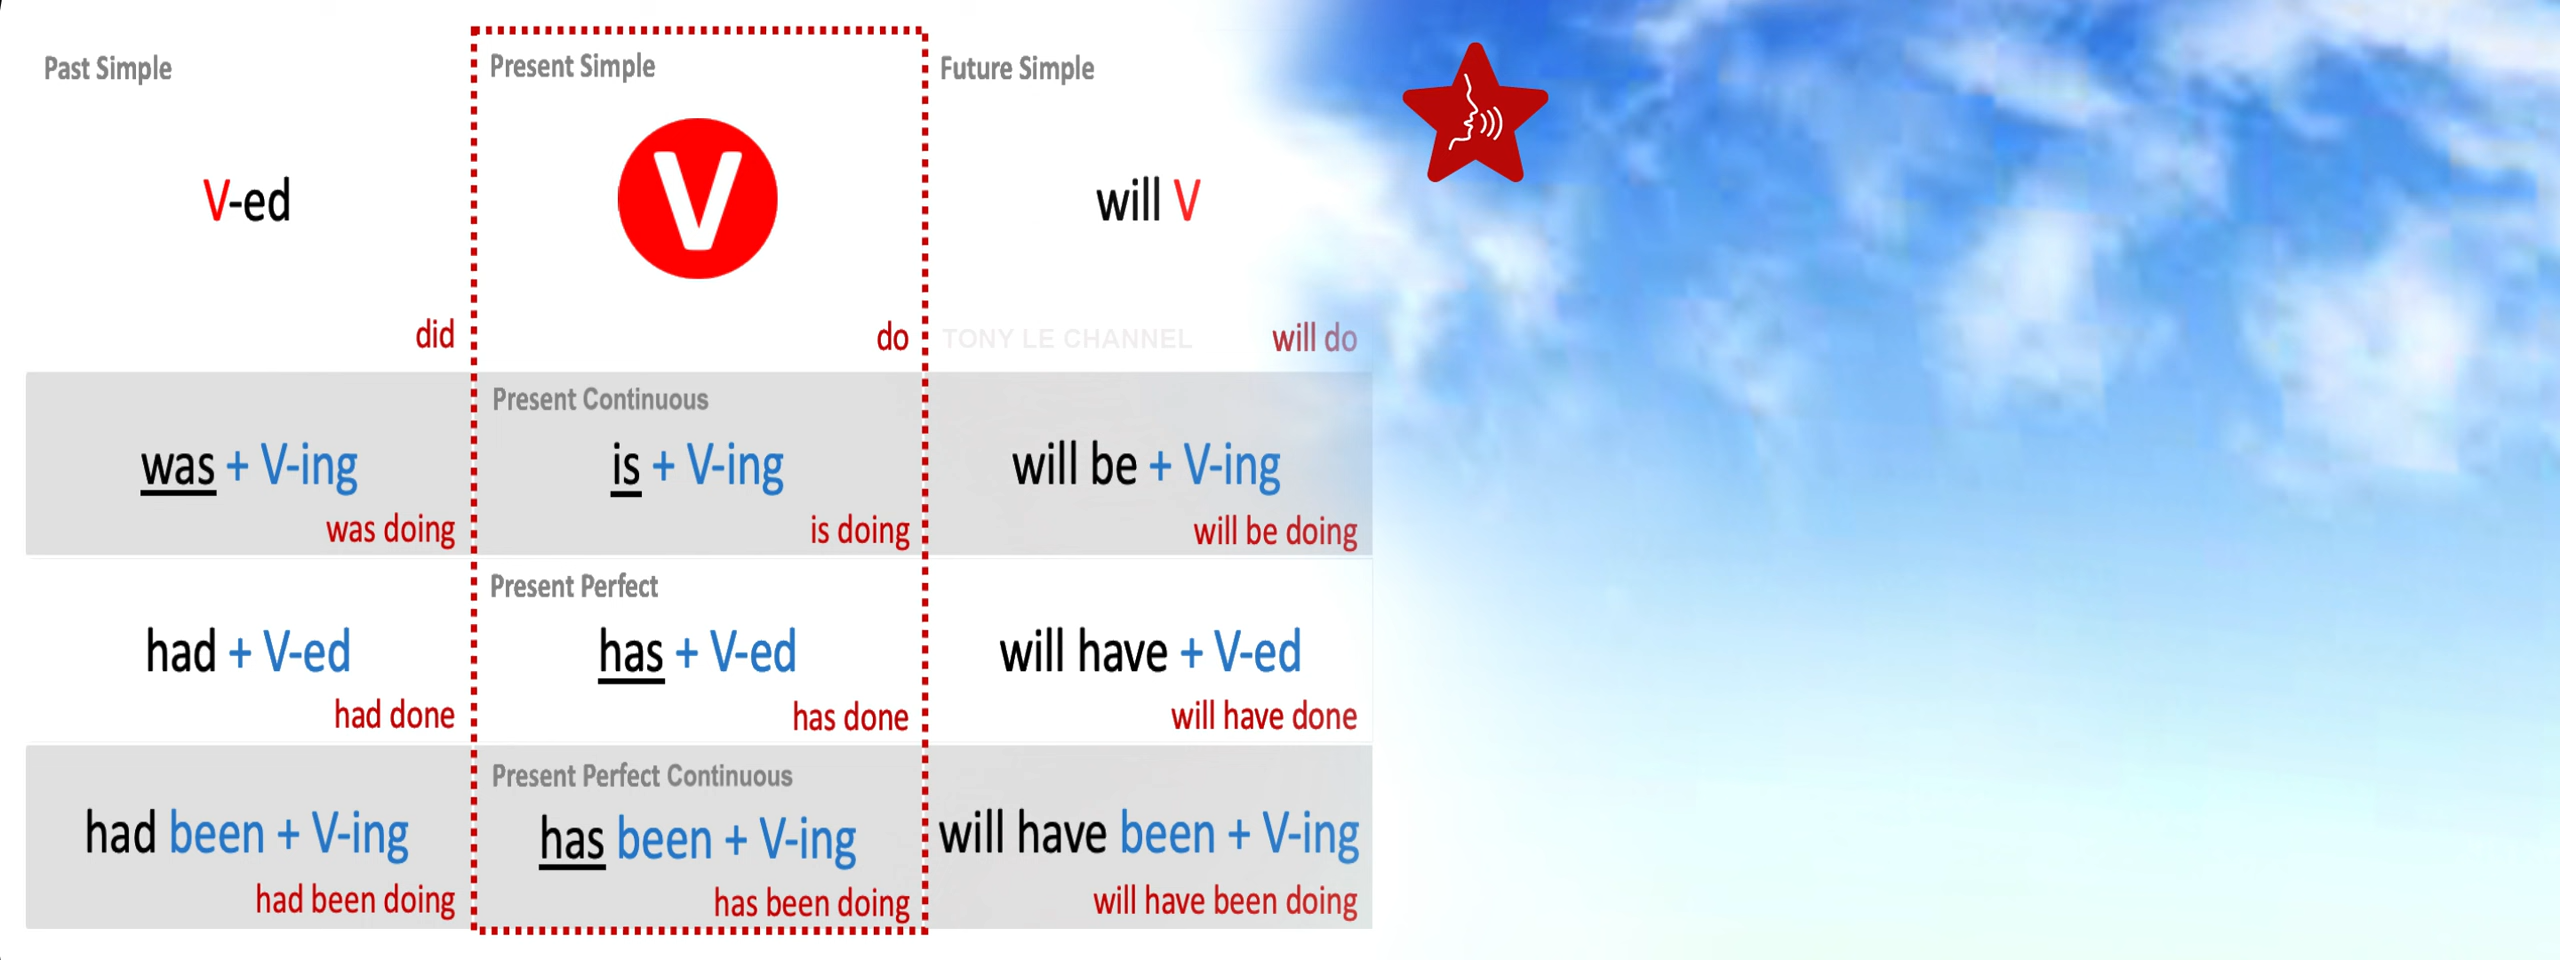 Past Simple
Present Simple
Future Simple
V-ed
V
will V
did
do
TONY LE CHANNEL
will do
Present Continuous
was + V-ing
is + V-ing
will be + V-ing
was doing
is doing
will be doing
Present Perfect
had + V-ed
has + V-ed
will have + V-ed
had done
has done
will have done
Present Perfect Continuous
had been + V-ing
has been + V-ing
will have been + V-ing
had been doing
has been doing
will have been doing